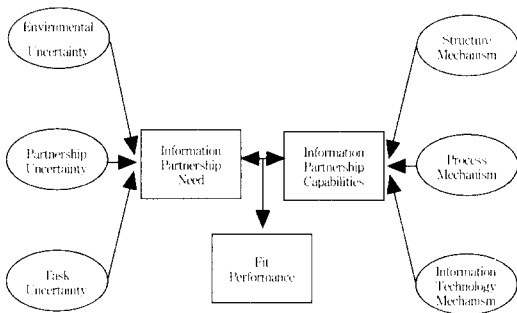 Environmental
Uncertainty
Partnership
Uncertainty
Task
Uncertainty
Information
Partnership
Need
Information
Partnership
Capabilities
Fit
Performance
Structure
Mechanism
Process
Mechanism
Information
Technology
Mechanism